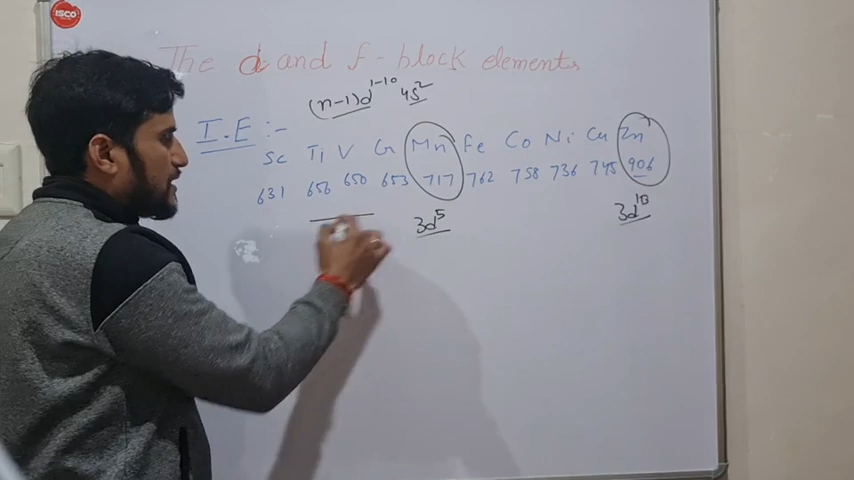 ISCO
The d and f-block elements
(n-1)d¹⁻¹⁰ 4s²
I.E :-
Sc Ti V Cr Mn Fe Co Ni Cu Zn
631 656 650 653 717 762 758 736 745 906
3d⁵ 3d¹⁰